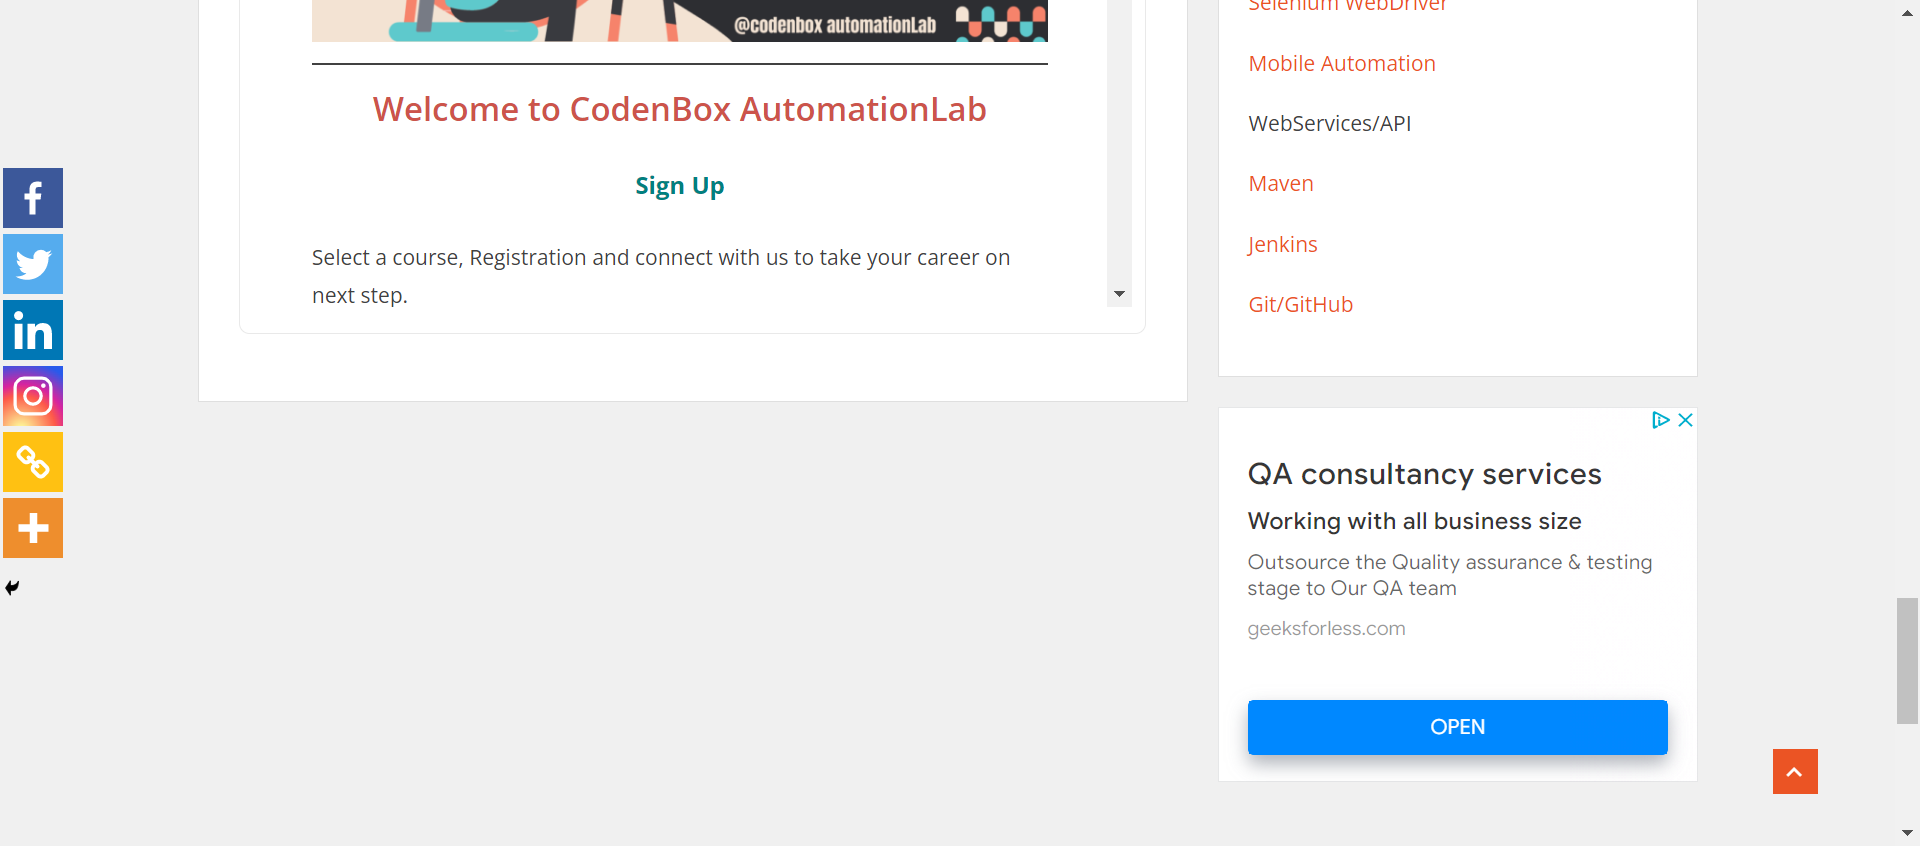 @codenbox automationLab
Welcome to CodenBox AutomationLab
Sign Up
Select a course, Registration and connect with us to take your career on
next step.
Selenium WebDriver
Mobile Automation
WebServices/API
Maven
Jenkins
Git/GitHub
QA consultancy services
Working with all business size
Outsource the Quality assurance & testing
stage to Our QA team
geeksforless.com
OPEN